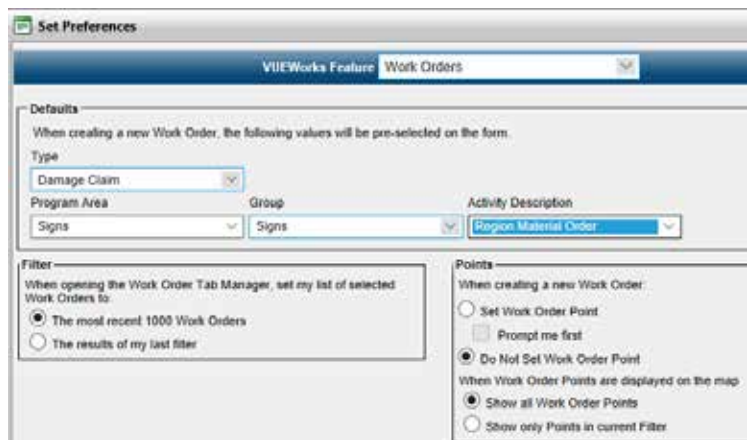 Set Preferences
VUEWorks Feature Work Orders
Defaults
When creating a new Work Order, the following values will be pre-selected on the form.
Type
Damage Claim
Program Area Group Activity Description
Signs Signs Region Material Order
Filter
When opening the Work Order Tab Manager, set my list of selected
Work Orders to:
The most recent 1000 Work Orders
The results of my last filter
Points
When creating a new Work Order:
Set Work Order Point
Prompt me first
Do Not Set Work Order Point
When Work Order Points are displayed on the map
Show all Work Order Points
Show only Points in current Filter